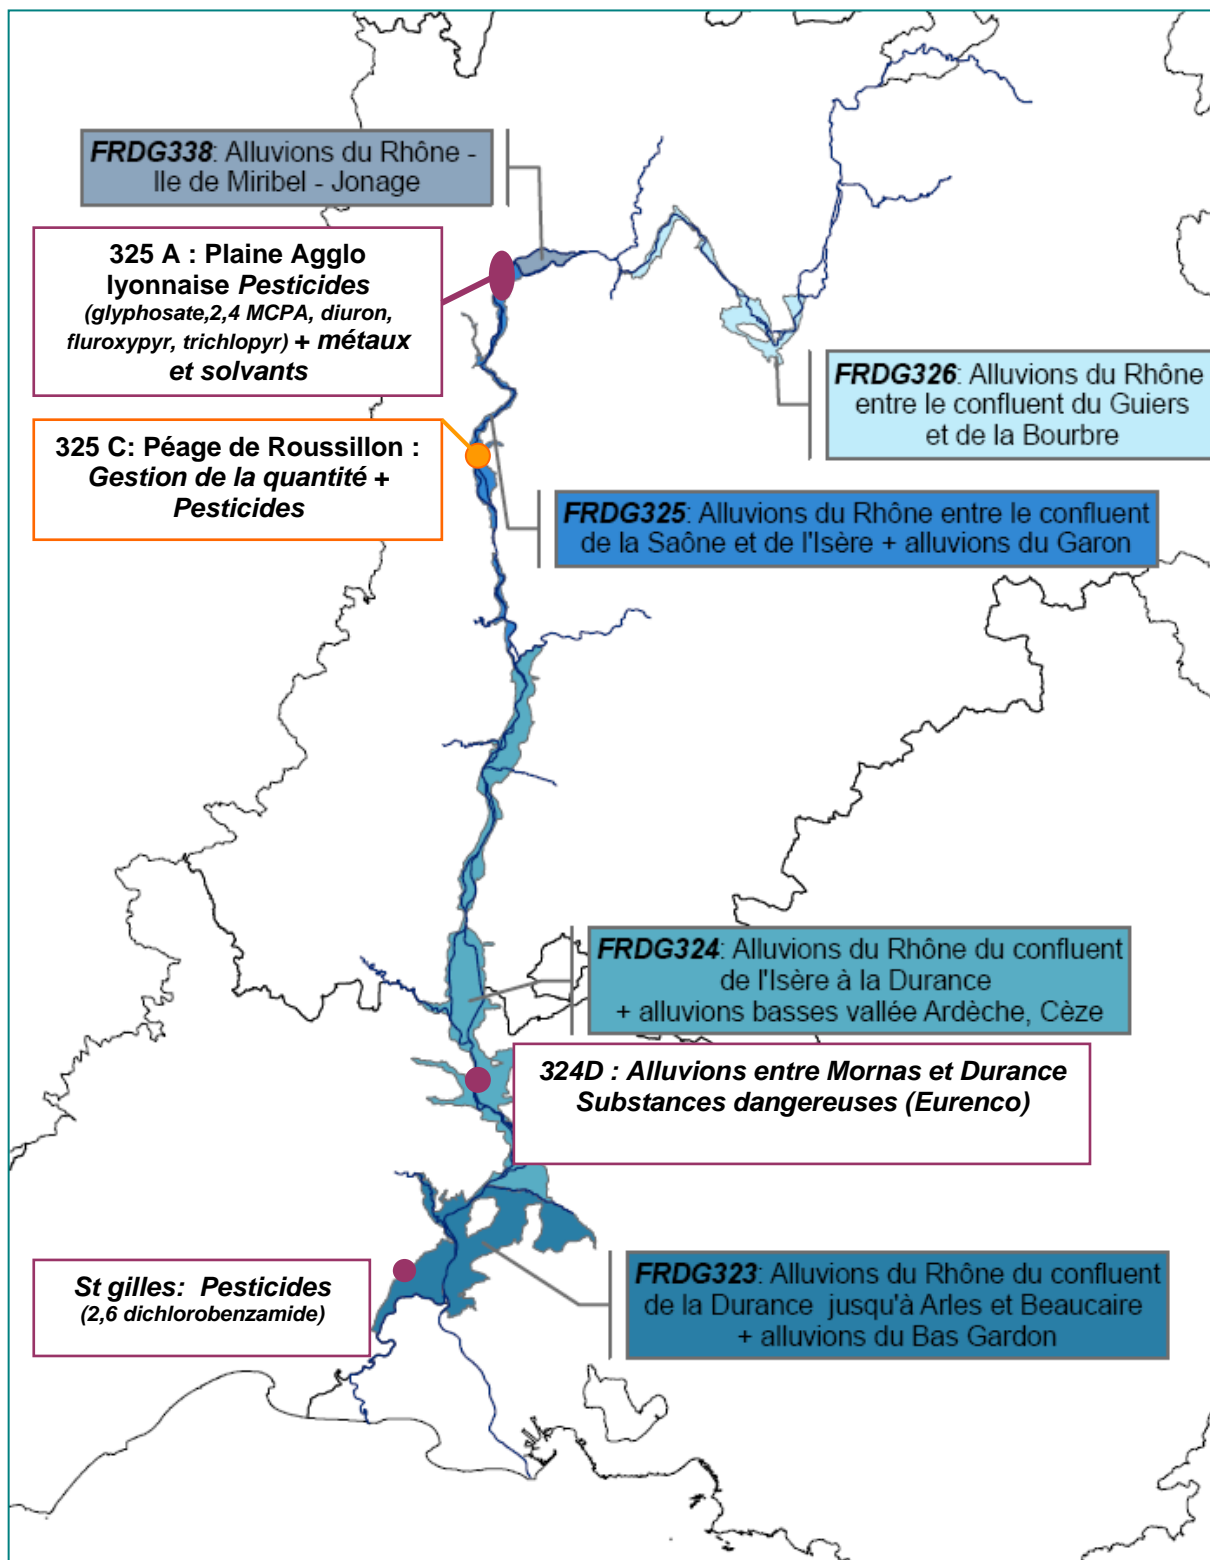 FRDG338: Alluvions du Rhône -
Ile de Miribel - Jonage
325 A : Plaine Agglo
lyonnaise Pesticides
(glyphosate,2,4 MCPA, diuron,
fluroxypyr, trichlopyr) + métaux
et solvants
FRDG326: Alluvions du Rhône
entre le confluent du Guiers
et de la Bourbre
325 C: Péage de Roussillon :
Gestion de la quantité +
Pesticides
FRDG325: Alluvions du Rhône entre le confluent
de la Saône et de l'Isère + alluvions du Garon
FRDG324: Alluvions du Rhône du confluent
de l'Isère à la Durance
+ alluvions basses vallée Ardèche, Cèze
324D : Alluvions entre Mornas et Durance
Substances dangereuses (Eurenco)
St gilles: Pesticides
(2,6 dichlorobenzamide)
FRDG323: Alluvions du Rhône du confluent
de la Durance jusqu'à Arles et Beaucaire
+ alluvions du Bas Gardon